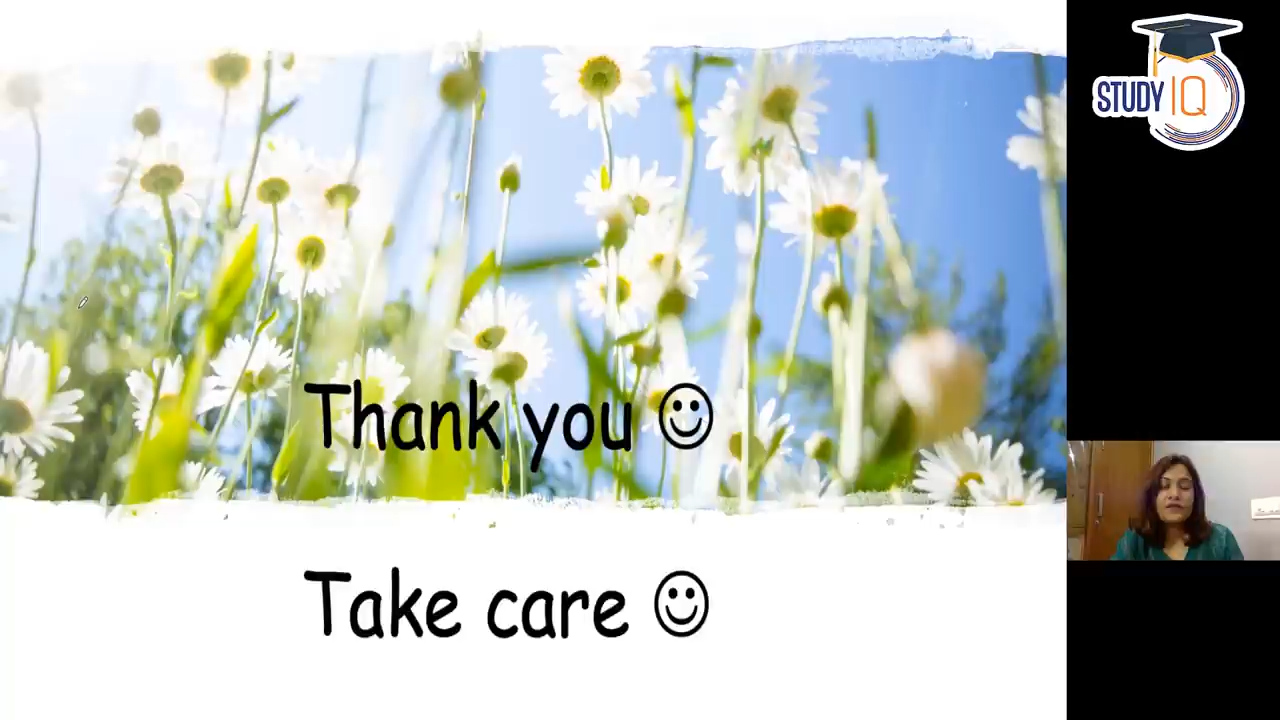 STUDY IQ
Thank you ☺
Take care ☺